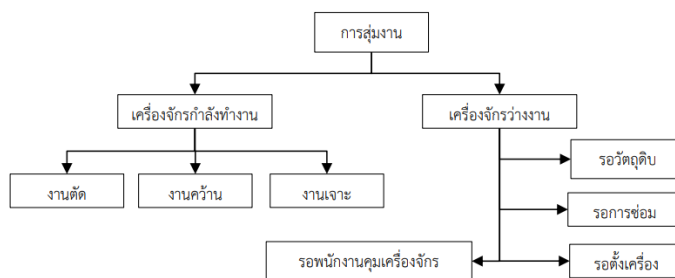 การสุ่มงาน
เครื่องจักรกำลังทำงาน
เครื่องจักรว่างงาน
รอวัตถุดิบ
งานตัด
งานคว้าน
งานเจาะ
รอการซ่อม
รอพนักงานคุมเครื่องจักร
รอตั้งเครื่อง